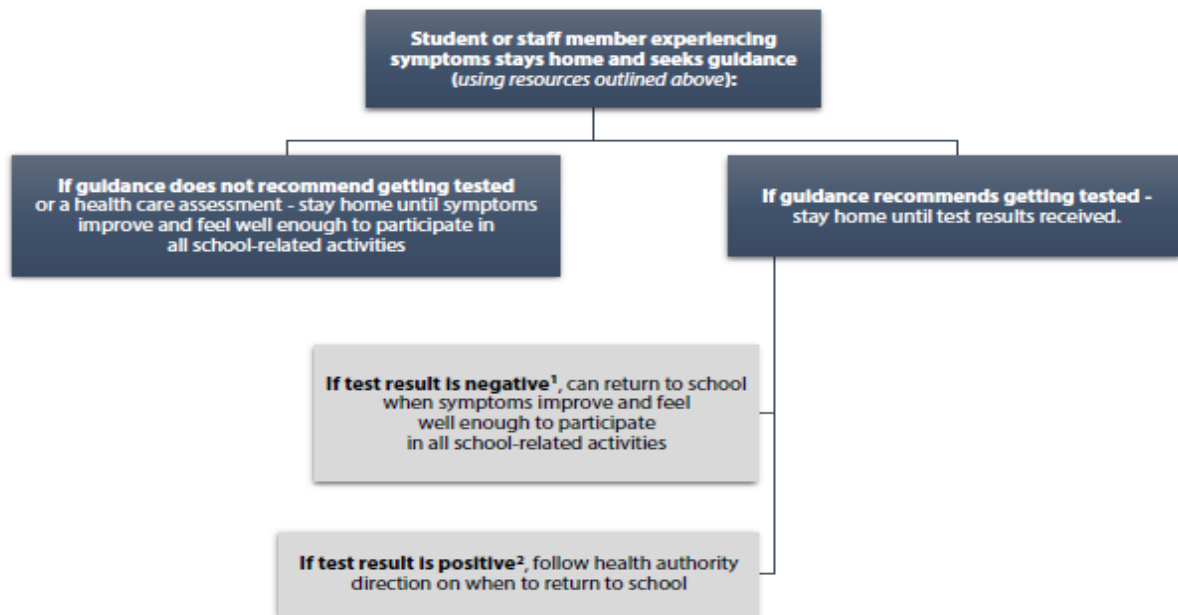 Student or staff member experiencing
symptoms stays home and seeks guidance
(using resources outlined above):
If guidance does not recommend getting tested
or a health care assessment - stay home until symptoms
improve and feel well enough to participate in
all school-related activities
If guidance recommends getting tested -
stay home until test results received.
If test result is negative¹, can return to school
when symptoms improve and feel
well enough to participate
in all school-related activities
If test result is positive², follow health authority
direction on when to return to school